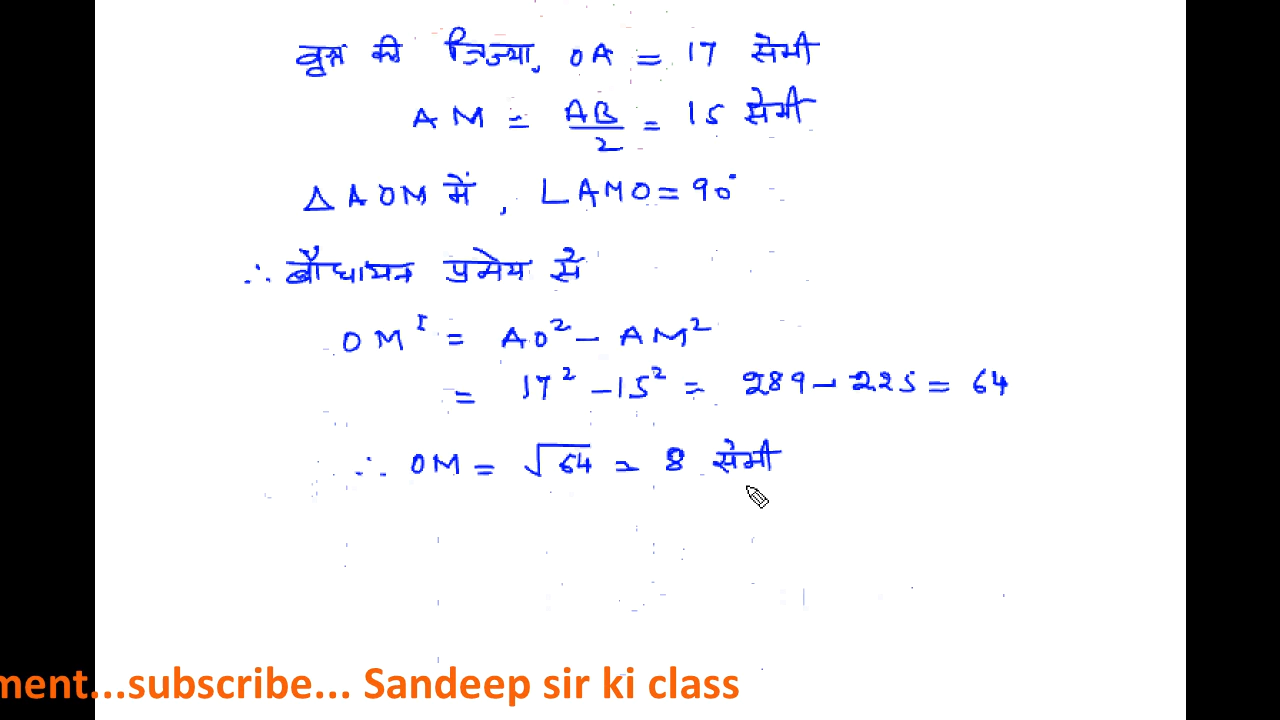 वृत्त की त्रिज्या, OA = 17 सेमी
AM = AB/2 = 15 सेमी
△AOM में, ∠AMO = 90°
∴ बौधायन प्रमेय से
OM² = AO² - AM²
= 17² - 15² = 289 - 225 = 64
∴ OM = √64 = 8 सेमी
ment...subscribe... Sandeep sir ki class